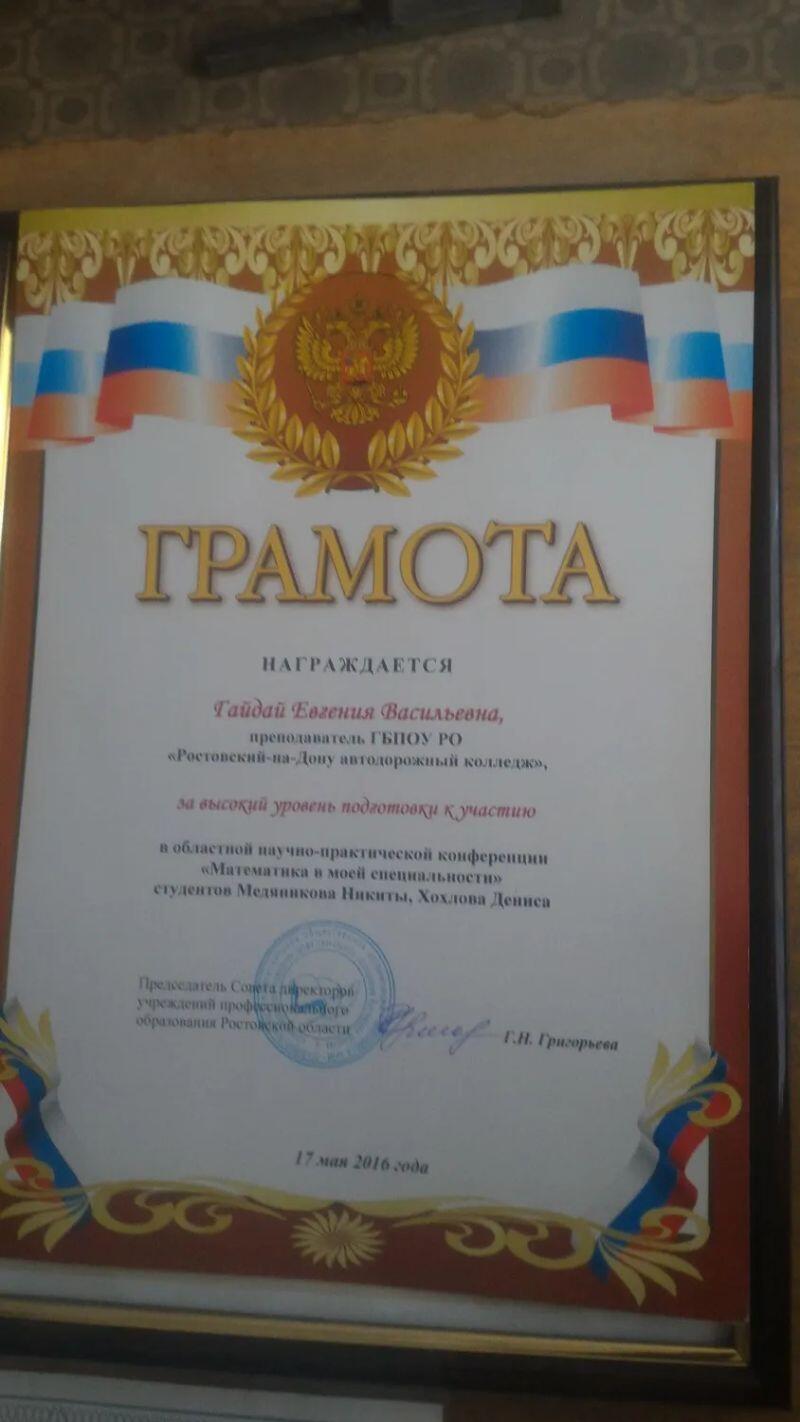 ГРАМОТА
НАГРАЖДАЕТСЯ
Гайдай Евгения Васильевна,
преподаватель ГБПОУ РО
«Ростовский-на-Дону автодорожный колледж»,
за высокий уровень подготовки к участию
в областной научно-практической конференции
«Математика в моей специальности»
студентов Медяникова Никиты, Хохлова Дениса
Председатель Совета директоров
учреждений профессионального
образования Ростовской области
Г.Н. Григорьева
17 мая 2016 года